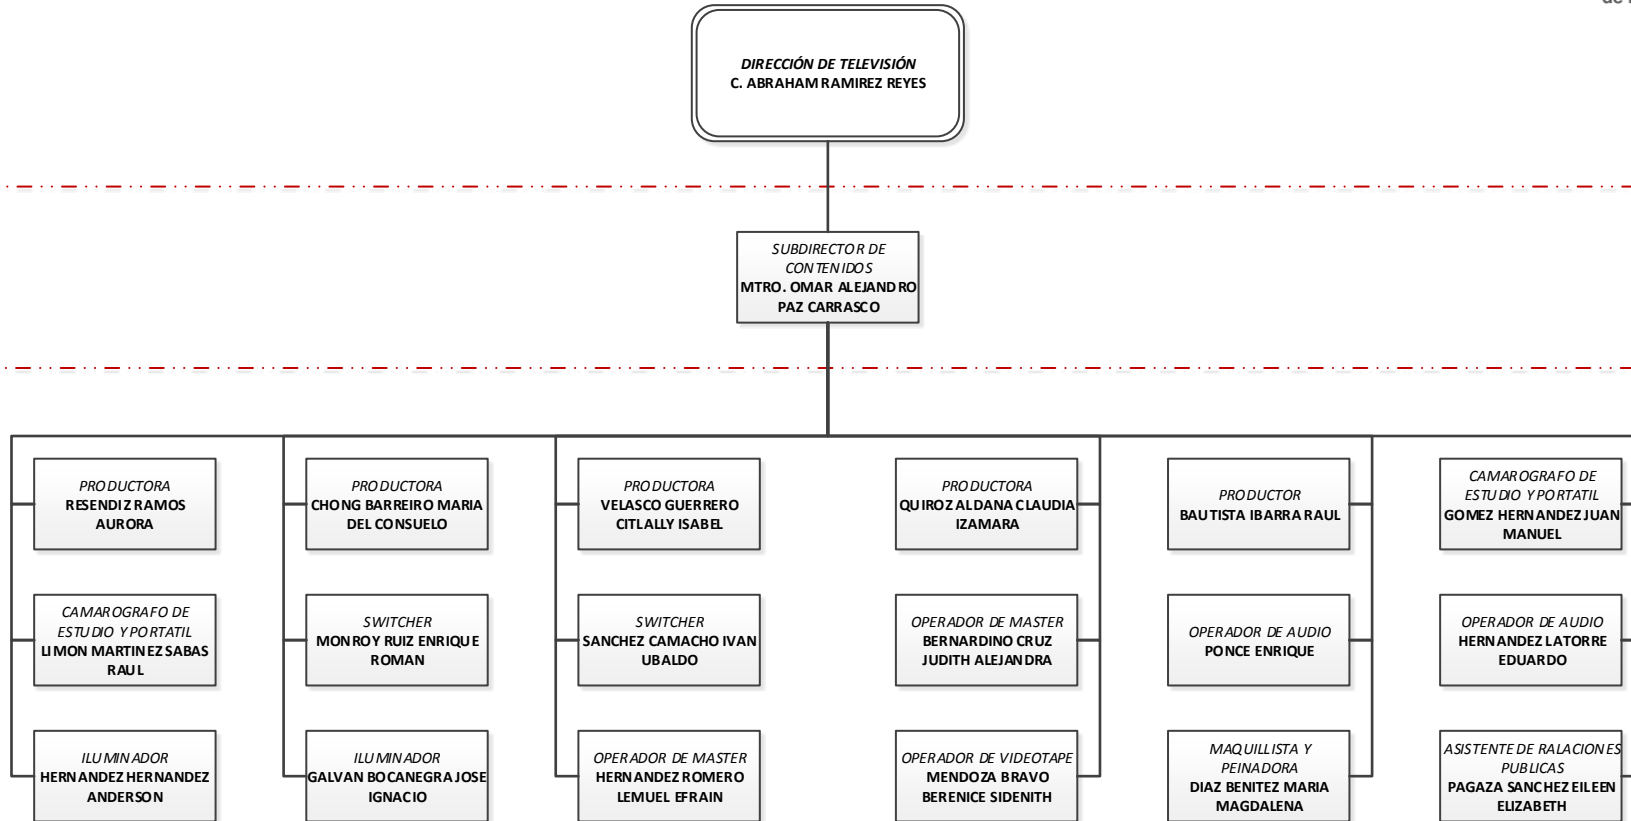 DIRECCIÓN DE TELEVISIÓN
C. ABRAHAM RAMIREZ REYES
SUBDIRECTOR DE
CONTENIDOS
MTRO. OMAR ALEJANDRO
PAZ CARRASCO
PRODUCTORA
RESENDIZ RAMOS
AURORA
PRODUCTORA
CHONG BARREIRO MARIA
DEL CONSUELO
PRODUCTORA
VELASCO GUERRERO
CITLALLY ISABEL
PRODUCTORA
QUIROZ ALDANA CLAUDIA
IZAMARA
PRODUCTOR
BAUTISTA IBARRA RAUL
CAMAROGRAFO DE
ESTUDIO Y PORTATIL
GOMEZ HERNANDEZ JUAN
MANUEL
CAMAROGRAFO DE
ESTUDIO Y PORTATIL
LIMON MARTINEZ SABAS
RAUL
SWITCHER
MONROY RUIZ ENRIQUE
ROMAN
SWITCHER
SANCHEZ CAMACHO IVAN
UBALDO
OPERADOR DE MASTER
BERNARDINO CRUZ
JUDITH ALEJANDRA
OPERADOR DE AUDIO
PONCE ENRIQUE
OPERADOR DE AUDIO
HERNANDEZ LATORRE
EDUARDO
ILUMINADOR
HERNANDEZ HERNANDEZ
ANDERSON
ILUMINADOR
GALVAN BOCANEGRA JOSE
IGNACIO
OPERADOR DE MASTER
HERNANDEZ ROMERO
LEMUEL EFRAIN
OPERADOR DE VIDEOTAPE
MENDOZA BRAVO
BERENICE SIDENITH
MAQUILLISTA Y
PEINADORA
DIAZ BENITEZ MARIA
MAGDALENA
ASISTENTE DE RALACIONES
PUBLICAS
PAGAZA SANCHEZ EILEEN
ELIZABETH